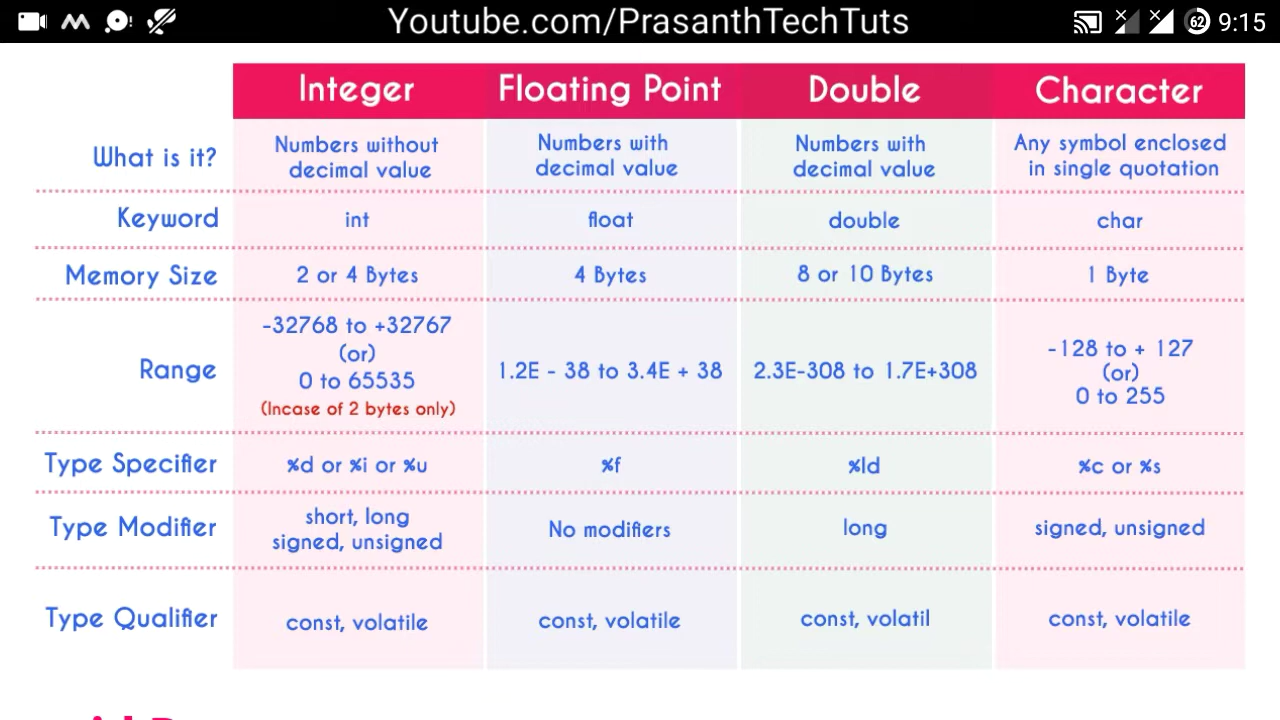 Youtube.com/PrasanthTechTuts
62 9:15
Integer Floating Point Double Character
What is it?
Numbers without
decimal value
Numbers with
decimal value
Numbers with
decimal value
Any symbol enclosed
in single quotation
Keyword int float double char
Memory Size 2 or 4 Bytes 4 Bytes 8 or 10 Bytes 1 Byte
Range
-32768 to +32767
(or)
0 to 65535
(Incase of 2 bytes only)
1.2E - 38 to 3.4E + 38
2.3E-308 to 1.7E+308
-128 to + 127
(or)
0 to 255
Type Specifier %d or %i or %u %f %ld %c or %s
Type Modifier
short, long
signed, unsigned
No modifiers
long
signed, unsigned
Type Qualifier const, volatile const, volatile const, volatil const, volatile